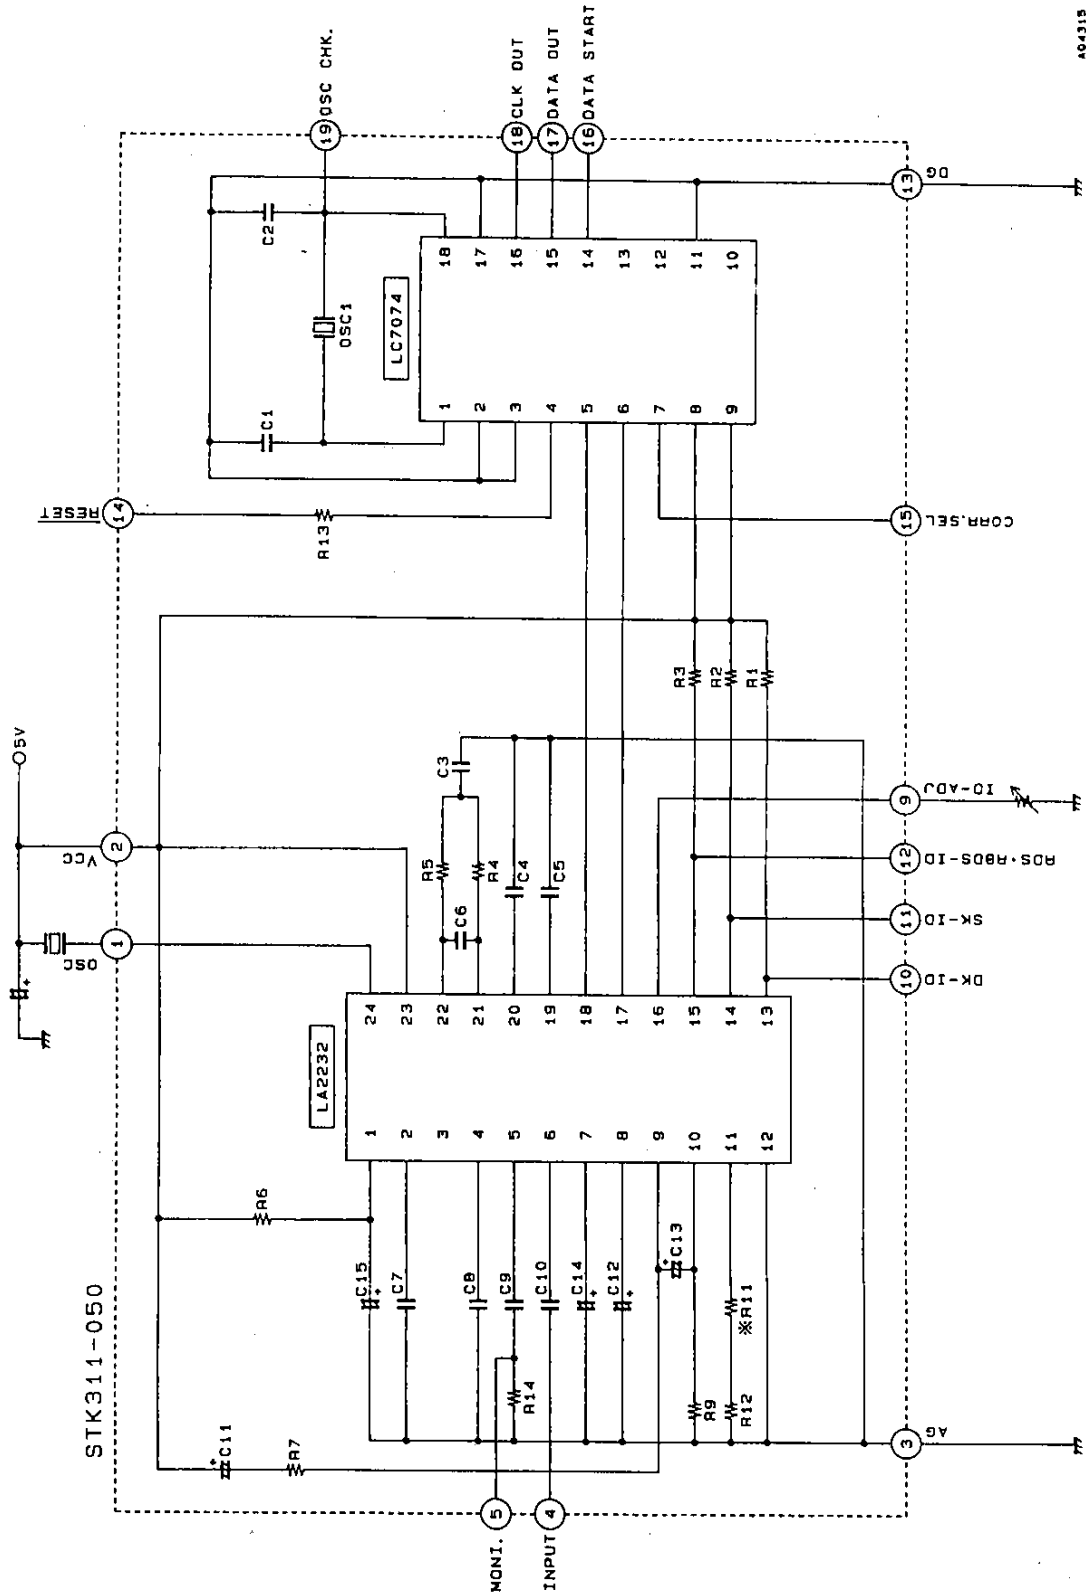 STK311-050
5V
OSD
1
2
VCC
14
RESET
19
OSC CHK.
C1
C2
OSC1
R13
LC7074
1
2
3
4
5
6
7
8
9
18
17
16
15
14
13
12
11
10
18
CLK OUT
17
DATA OUT
16
DATA START
LA2232
1
2
3
4
5
6
7
8
9
10
11
12
24
23
22
21
20
19
18
17
16
15
14
13
R6
C11
R7
C15
C7
C8
C9
C10
C14
C12
C13
R14
※R11
R9
R12
R5
R4
C6
C3
C4
C5
R3
R2
R1
MONI.
5
INPUT
4
3
AG
10
DK-ID
11
SK-ID
12
RDS·RBDS-ID
9
IO-ADJ
15
CORR.SEL
13
DG
A04315